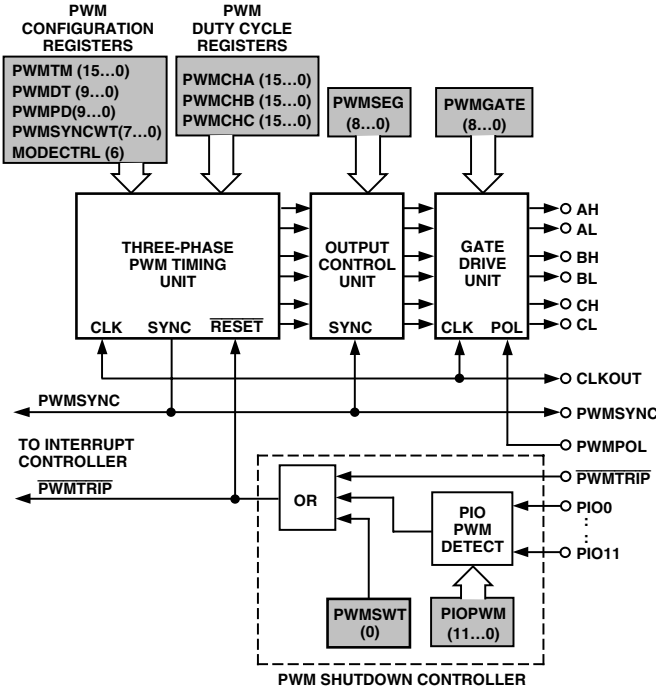 PWM
CONFIGURATION
REGISTERS
PWM
DUTY CYCLE
REGISTERS
PWMTM (15...0)
PWMDT (9...0)
PWMPD(9...0)
PWMSYNCWT(7...0)
MODECTRL (6)
PWMCHA (15...0)
PWMCHB (15...0)
PWMCHC (15...0)
PWMSEG
(8...0)
PWMGATE
(8...0)
THREE-PHASE
PWM TIMING
UNIT
CLK SYNC RESET
OUTPUT
CONTROL
UNIT
SYNC
GATE
DRIVE
UNIT
CLK POL
AH
AL
BH
BL
CH
CL
CLKOUT
PWMSYNC
PWMSYNC
PWMPOL
TO INTERRUPT
CONTROLLER
PWMTRIP
PWMTRIP
OR
PIO
PWM
DETECT
PIO0
PIO11
PWMSWT
(0)
PIOPWM
(11...0)
PWM SHUTDOWN CONTROLLER